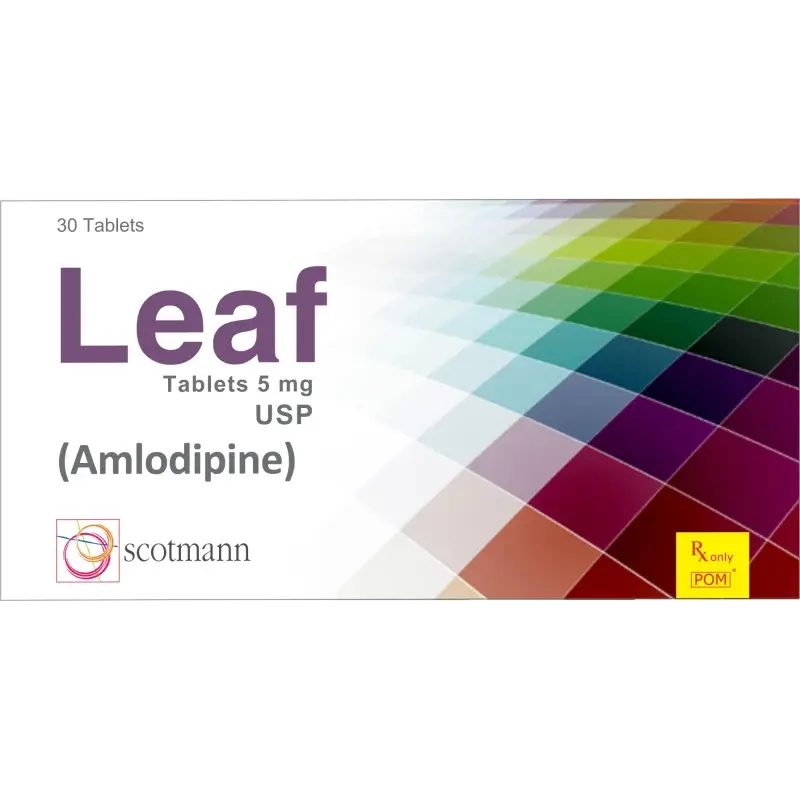 30 Tablets
Leaf
Tablets 5 mg
USP
(Amlodipine)
scotmann
Rx only
POM*